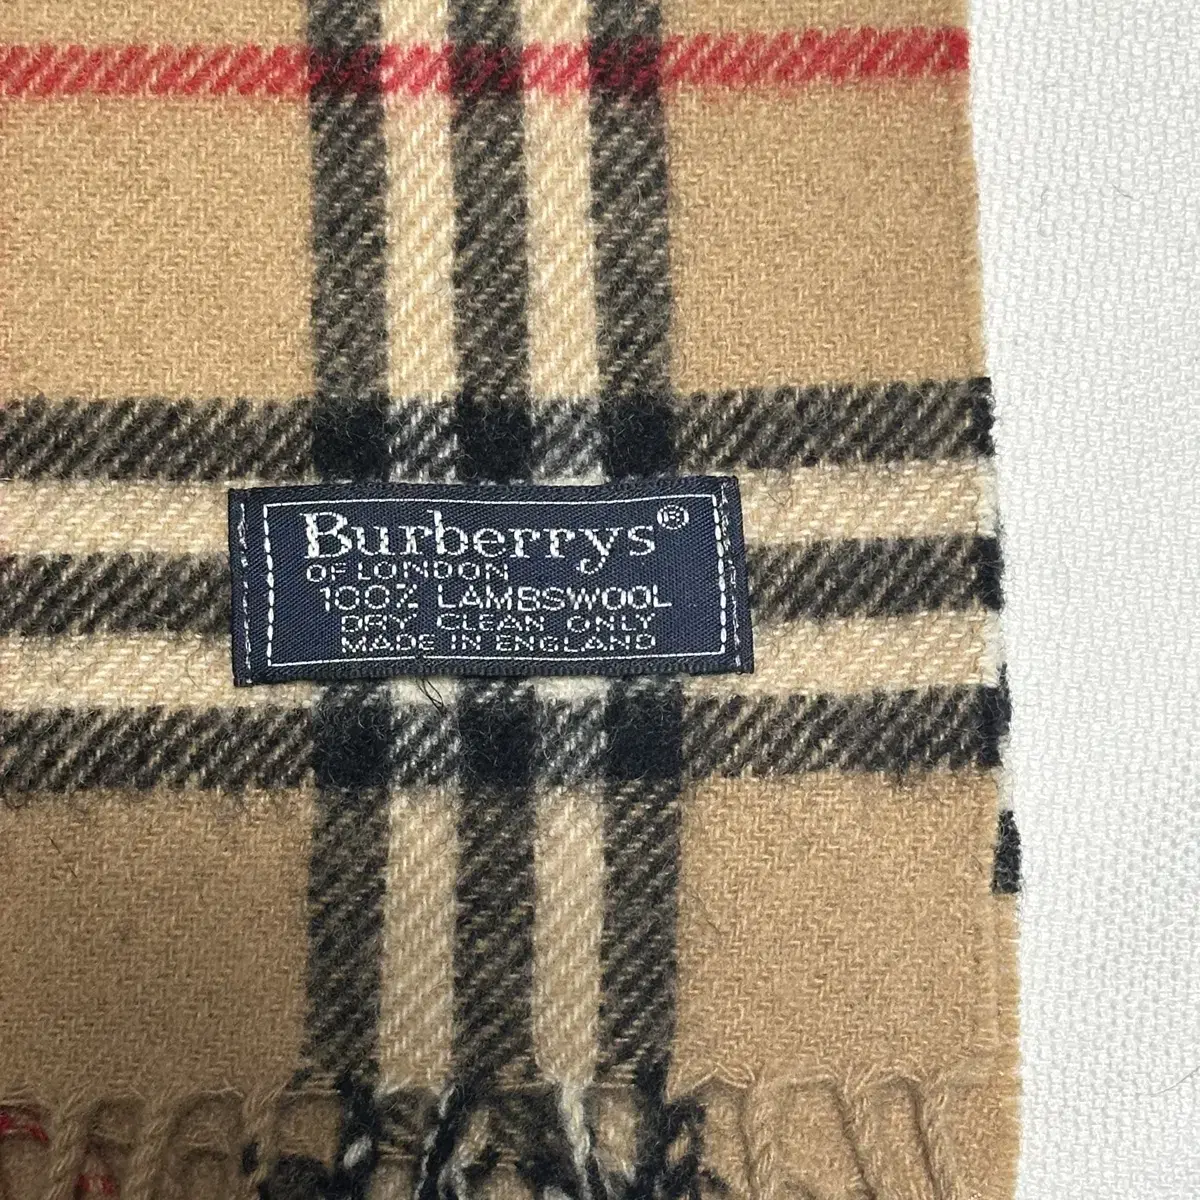 Burberrys®
OF LONDON
100% LAMBSWOOL
DRY CLEAN ONLY
MADE IN ENGLAND